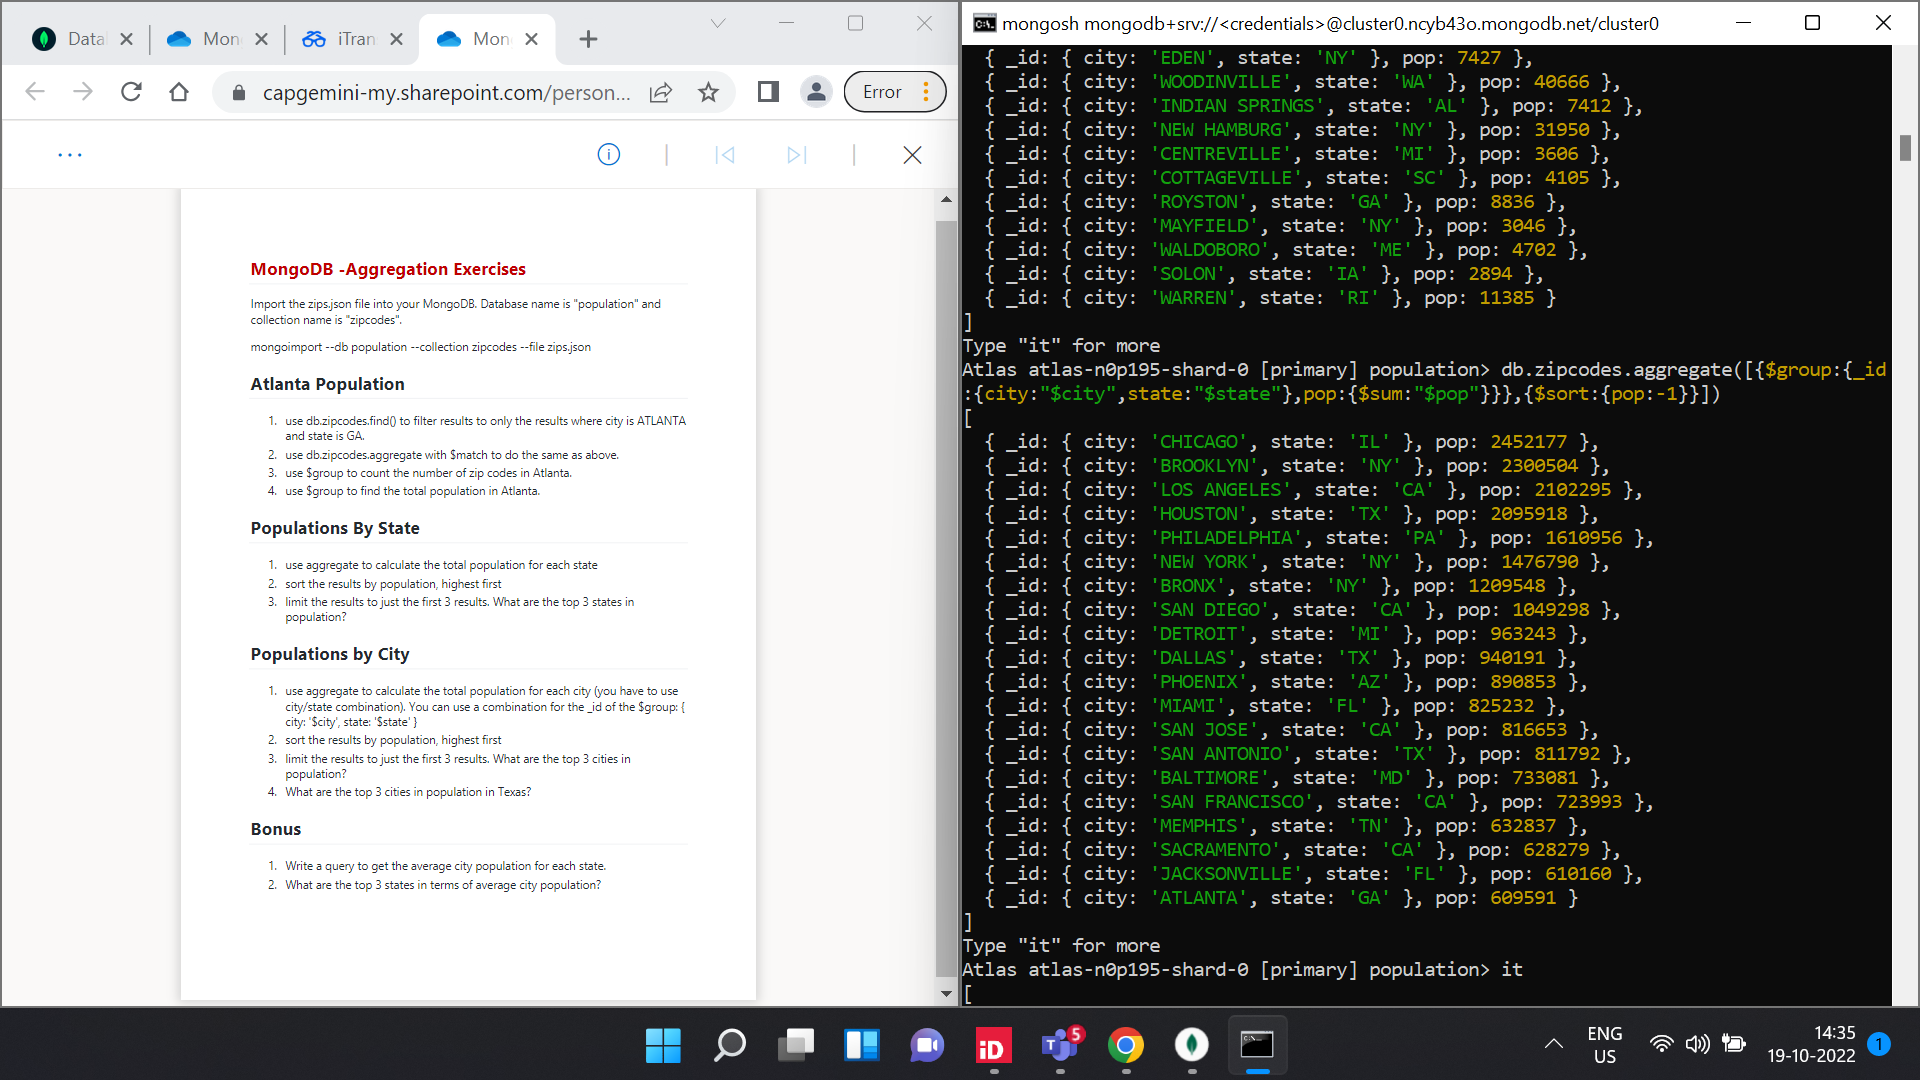 Data
Mon
iTran
Mon
capgemini-my.sharepoint.com/person...
Error
MongoDB -Aggregation Exercises
Import the zips.json file into your MongoDB. Database name is "population" and
collection name is "zipcodes".
mongoimport --db population --collection zipcodes --file zips.json
Atlanta Population
1. use db.zipcodes.find() to filter results to only the results where city is ATLANTA
and state is GA.
2. use db.zipcodes.aggregate with $match to do the same as above.
3. use $group to count the number of zip codes in Atlanta.
4. use $group to find the total population in Atlanta.
Populations By State
1. use aggregate to calculate the total population for each state
2. sort the results by population, highest first
3. limit the results to just the first 3 results. What are the top 3 states in
population?
Populations by City
1. use aggregate to calculate the total population for each city (you have to use
city/state combination). You can use a combination for the _id of the $group: {
city: '$city', state: '$state' }
2. sort the results by population, highest first
3. limit the results to just the first 3 results. What are the top 3 cities in
population?
4. What are the top 3 cities in population in Texas?
Bonus
1. Write a query to get the average city population for each state.
2. What are the top 3 states in terms of average city population?
mongosh mongodb+srv://<credentials>@cluster0.ncyb43o.mongodb.net/cluster0
{ _id: { city: 'EDEN', state: 'NY' }, pop: 7427 },
{ _id: { city: 'WOODINVILLE', state: 'WA' }, pop: 40666 },
{ _id: { city: 'INDIAN SPRINGS', state: 'AL' }, pop: 7412 },
{ _id: { city: 'NEW HAMBURG', state: 'NY' }, pop: 31950 },
{ _id: { city: 'CENTREVILLE', state: 'MI' }, pop: 3606 },
{ _id: { city: 'COTTAGEVILLE', state: 'SC' }, pop: 4105 },
{ _id: { city: 'ROYSTON', state: 'GA' }, pop: 8836 },
{ _id: { city: 'MAYFIELD', state: 'NY' }, pop: 3046 },
{ _id: { city: 'WALDOBORO', state: 'ME' }, pop: 4702 },
{ _id: { city: 'SOLON', state: 'IA' }, pop: 2894 },
{ _id: { city: 'WARREN', state: 'RI' }, pop: 11385 }
]
Type "it" for more
Atlas atlas-n0p195-shard-0 [primary] population> db.zipcodes.aggregate([{$group:{_id
:{city:"$city",state:"$state"},pop:{$sum:"$pop"}}},{$sort:{pop:-1}}])
[
{ _id: { city: 'CHICAGO', state: 'IL' }, pop: 2452177 },
{ _id: { city: 'BROOKLYN', state: 'NY' }, pop: 2300504 },
{ _id: { city: 'LOS ANGELES', state: 'CA' }, pop: 2102295 },
{ _id: { city: 'HOUSTON', state: 'TX' }, pop: 2095918 },
{ _id: { city: 'PHILADELPHIA', state: 'PA' }, pop: 1610956 },
{ _id: { city: 'NEW YORK', state: 'NY' }, pop: 1476790 },
{ _id: { city: 'BRONX', state: 'NY' }, pop: 1209548 },
{ _id: { city: 'SAN DIEGO', state: 'CA' }, pop: 1049298 },
{ _id: { city: 'DETROIT', state: 'MI' }, pop: 963243 },
{ _id: { city: 'DALLAS', state: 'TX' }, pop: 940191 },
{ _id: { city: 'PHOENIX', state: 'AZ' }, pop: 890853 },
{ _id: { city: 'MIAMI', state: 'FL' }, pop: 825232 },
{ _id: { city: 'SAN JOSE', state: 'CA' }, pop: 816653 },
{ _id: { city: 'SAN ANTONIO', state: 'TX' }, pop: 811792 },
{ _id: { city: 'BALTIMORE', state: 'MD' }, pop: 733081 },
{ _id: { city: 'SAN FRANCISCO', state: 'CA' }, pop: 723993 },
{ _id: { city: 'MEMPHIS', state: 'TN' }, pop: 632837 },
{ _id: { city: 'SACRAMENTO', state: 'CA' }, pop: 628279 },
{ _id: { city: 'JACKSONVILLE', state: 'FL' }, pop: 610160 },
{ _id: { city: 'ATLANTA', state: 'GA' }, pop: 609591 }
]
Type "it" for more
Atlas atlas-n0p195-shard-0 [primary] population> it
[
iD
T
5
ENG
US
14:35
19-10-2022
1